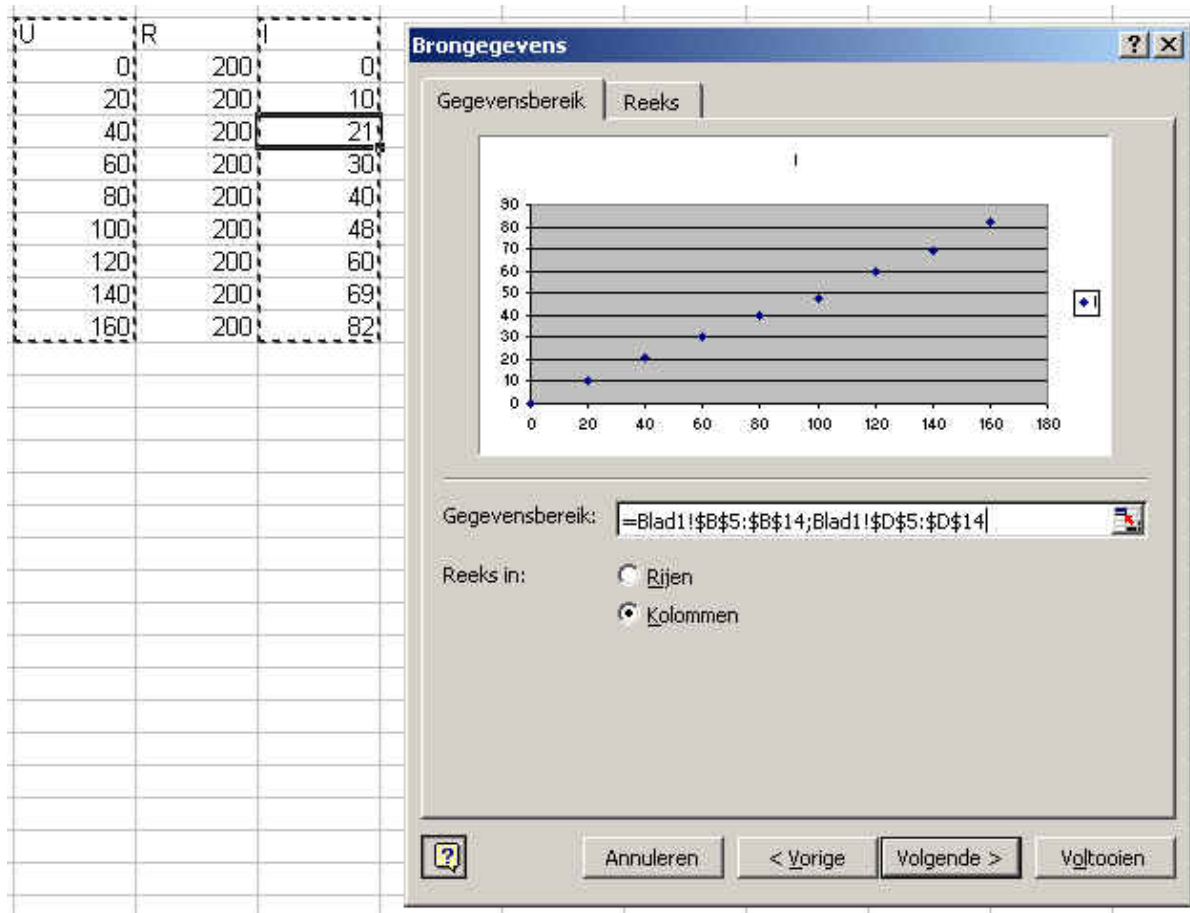 U R I
0 200 0
20 200 10
40 200 21
60 200 30
80 200 40
100 200 48
120 200 60
140 200 69
160 200 82
Brongegevens
Gegevensbereik Reeks
I
90
80
70
60
50
40
30
20
10
0
0 20 40 60 80 100 120 140 160 180
I
Gegevensbereik: =Blad1!$B$5:$B$14;Blad1!$D$5:$D$14
Reeks in: Rijen
Kolommen
Annuleren < Vorige Volgende > Voltooien